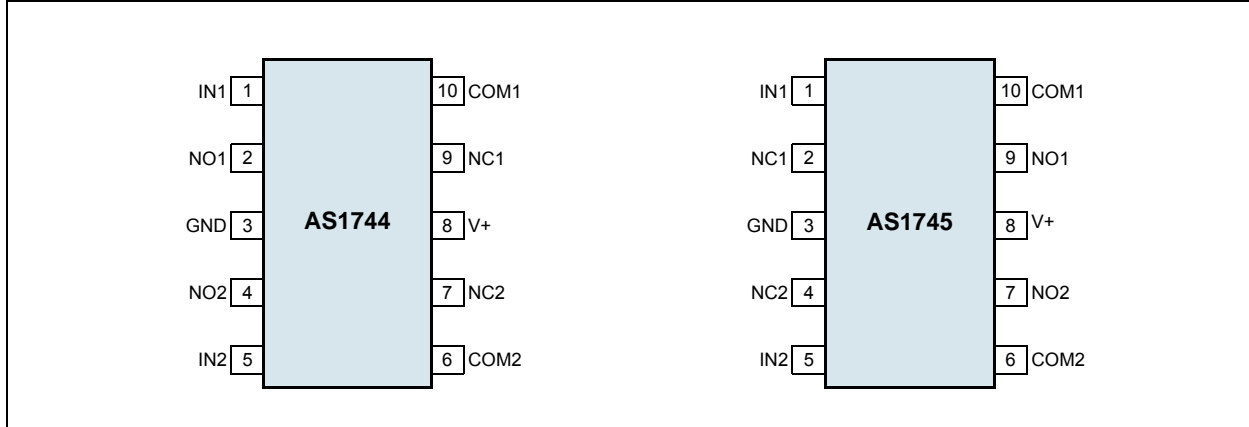 IN1 1 10 COM1
NO1 2 9 NC1
GND 3 AS1744 8 V+
NO2 4 7 NC2
IN2 5 6 COM2
IN1 1 10 COM1
NC1 2 9 NO1
GND 3 AS1745 8 V+
NC2 4 7 NO2
IN2 5 6 COM2